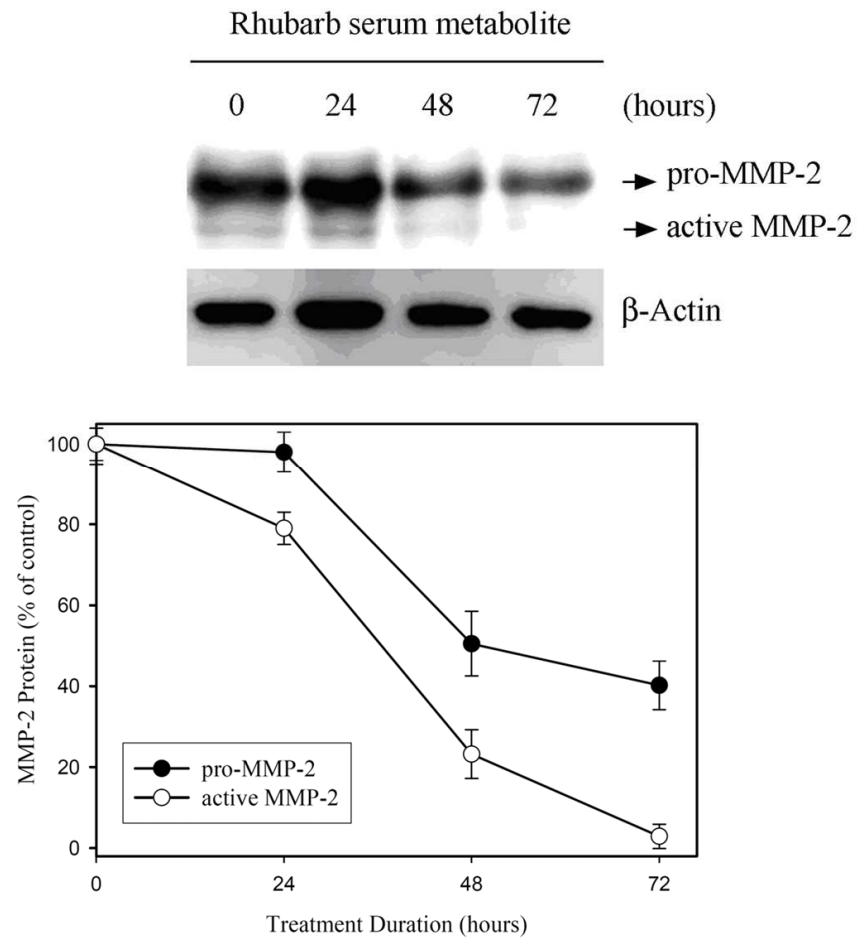 Rhubarb serum metabolite
0 24 48 72 (hours)
pro-MMP-2
active MMP-2
β-Actin
MMP-2 Protein (% of control)
100
80
60
40
20
0
pro-MMP-2
active MMP-2
0 24 48 72
Treatment Duration (hours)